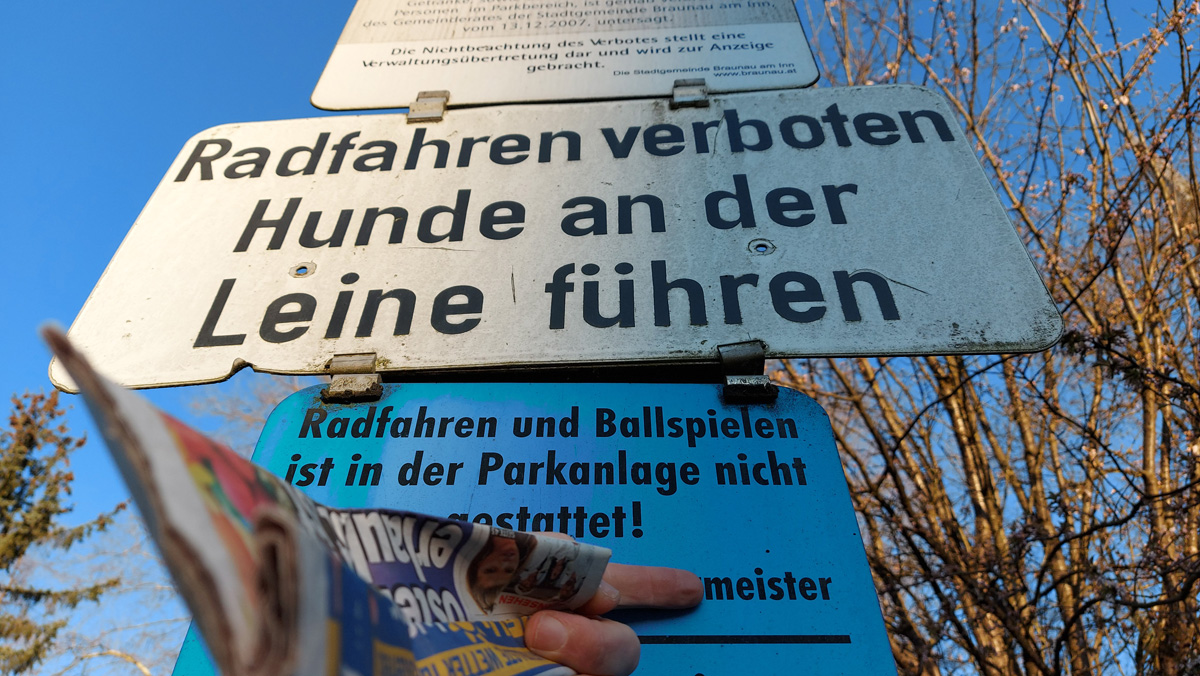 Getränke,
Personen im Parkbereich, ist gemäß
des Gemeinderates der Stadtgemeinde Braunau am Inn,
vom 13.12.2007, untersagt.
Die Nichtbeachtung des Verbotes stellt eine
Verwaltungsübertretung dar und wird zur Anzeige
gebracht.
Die Stadtgemeinde Braunau am Inn
www.braunau.at
Radfahren verboten
Hunde an der
Leine führen
Radfahren und Ballspielen
ist in der Parkanlage nicht
gestattet!
meister